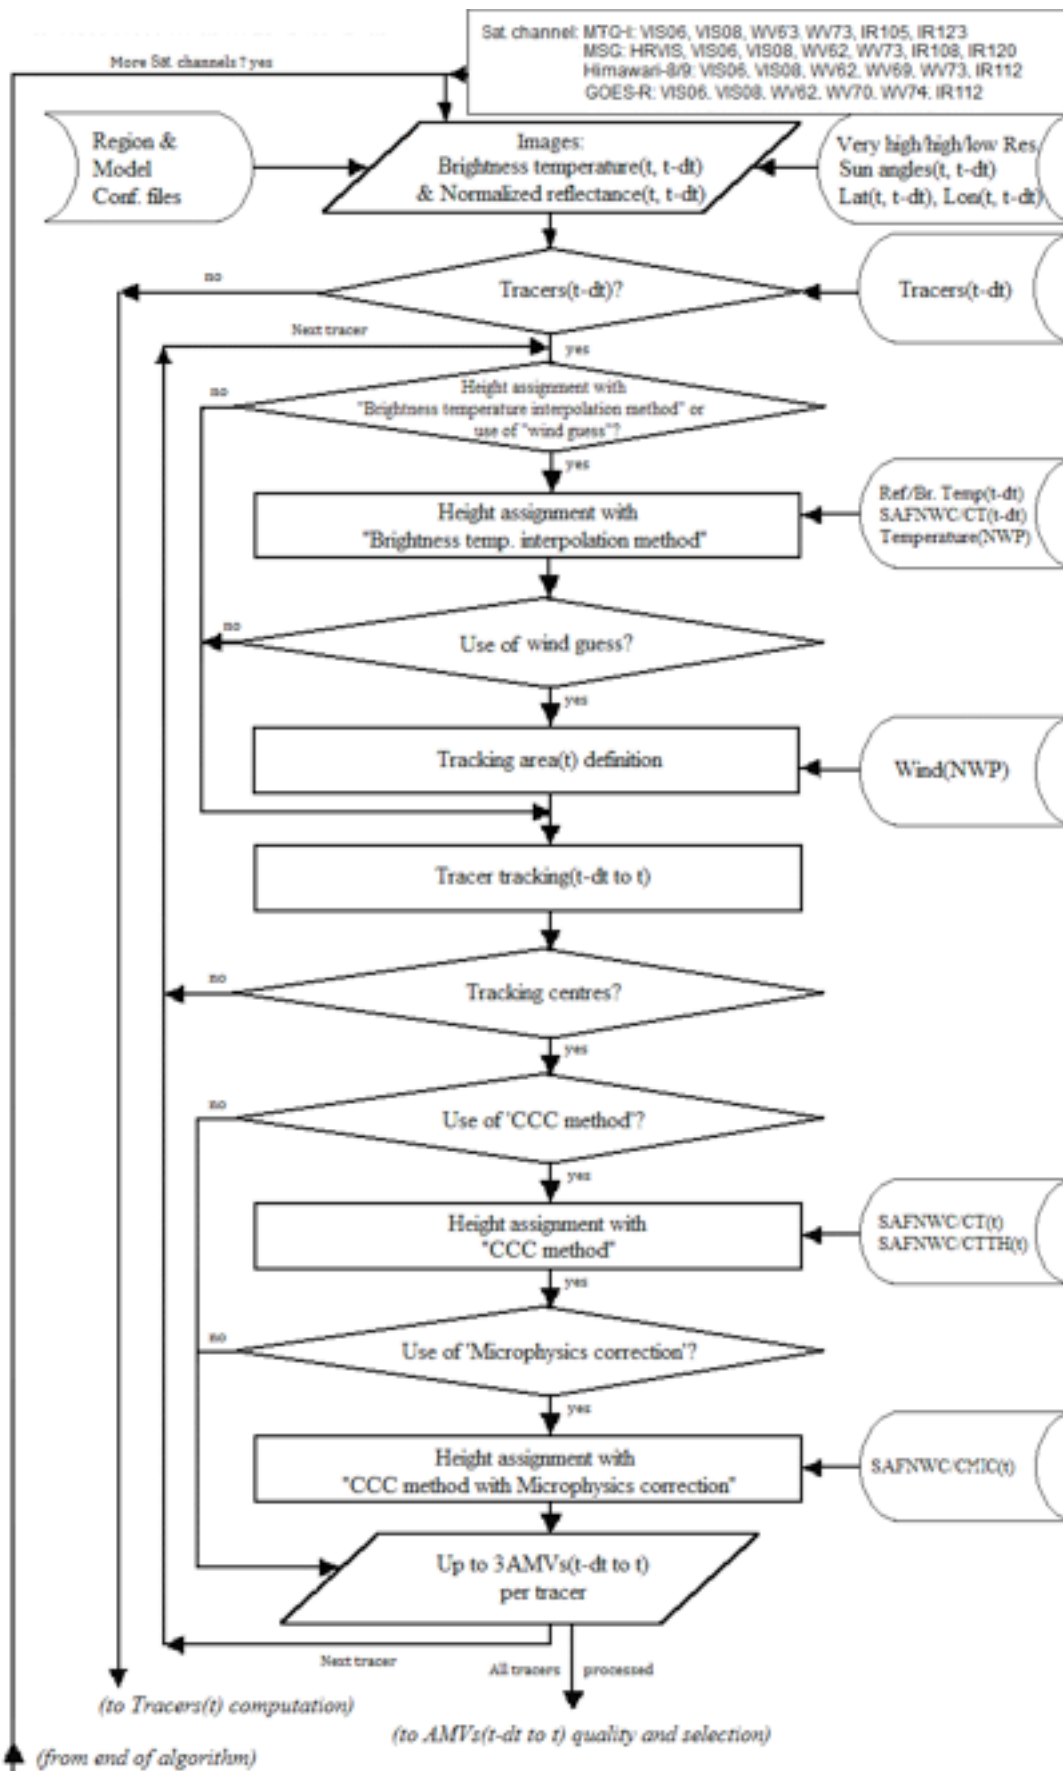 Sat. channel: MTG-I: VIS06, VIS08, WV63, WV73, IR105, IR123
MSG: HRVIS, VIS06, VIS08, WV62, WV73, IR108, IR120
Himawari-8/9: VIS06, VIS08, WV62, WV69, WV73, IR112
GOES-R: VIS06, VIS08, WV62, WV70, WV74, IR112
More Sat. channels ? yes
Region &
Model
Conf. files
Images:
Brightness temperature(t, t-dt)
& Normalized reflectance(t, t-dt)
Very high/high/low Res.
Sun angles(t, t-dt)
Lat(t, t-dt), Lon(t, t-dt)
no
Tracers(t-dt)?
Tracers(t-dt)
Next tracer
yes
no
Height assignment with
"Brightness temperature interpolation method" or
use of "wind guess"?
yes
Height assignment with
"Brightness temp. interpolation method"
Ref/Br. Temp(t-dt)
SAFNWC/CT(t-dt)
Temperature(NWP)
no
Use of wind guess?
yes
Tracking area(t) definition
Wind(NWP)
Tracer tracking(t-dt to t)
no
Tracking centres?
yes
no
Use of 'CCC method'?
yes
Height assignment with
"CCC method"
SAFNWC/CT(t)
SAFNWC/CTTH(t)
yes
no
Use of 'Microphysics correction'?
yes
Height assignment with
"CCC method with Microphysics correction"
SAFNWC/CMIC(t)
Up to 3AMVs(t-dt to t)
per tracer
Next tracer
All tracers processed
(to Tracers(t) computation)
(to AMVs(t-dt to t) quality and selection)
(from end of algorithm)